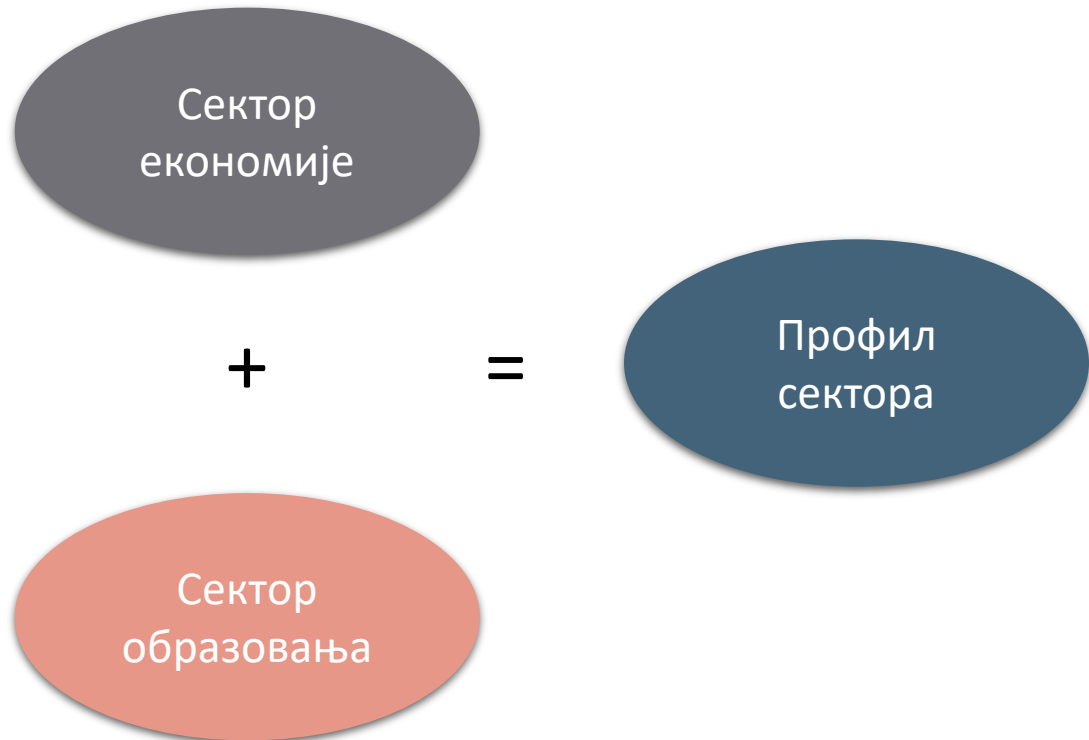 Сектор
економије
+
=
Профил
сектора
Сектор
образовања